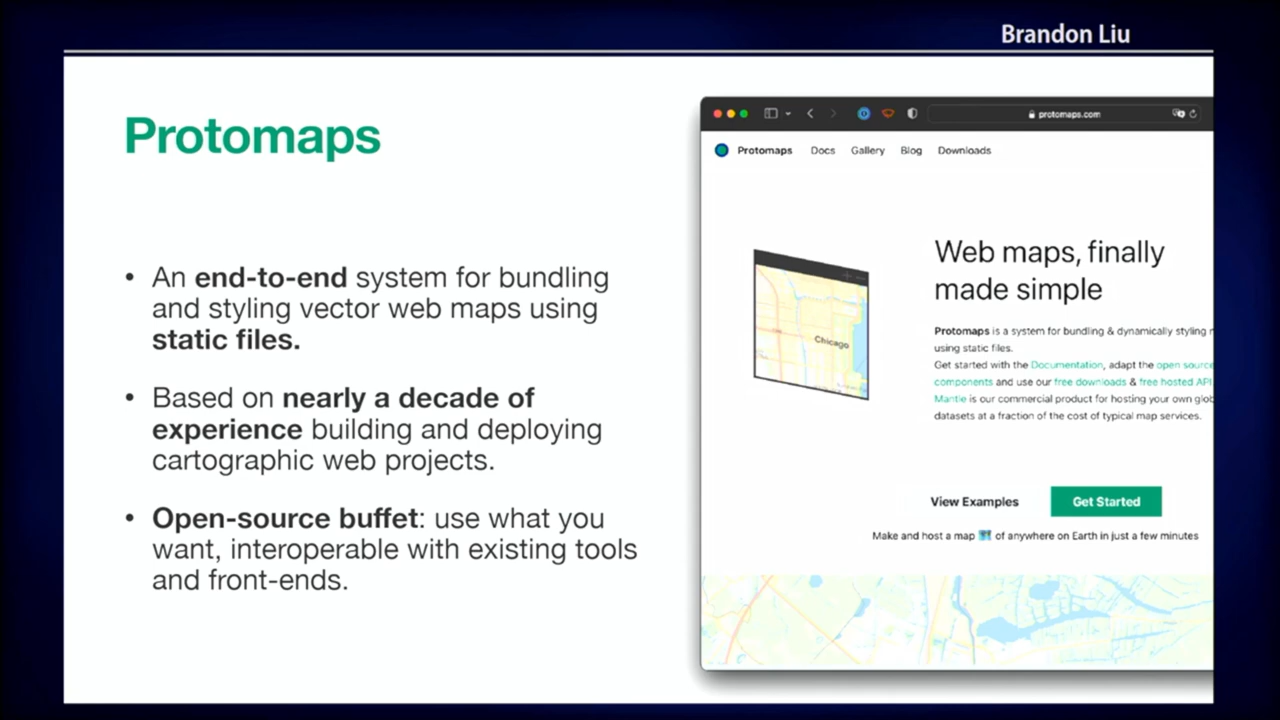 Brandon Liu
Protomaps
• An end-to-end system for bundling
and styling vector web maps using
static files.
• Based on nearly a decade of
experience building and deploying
cartographic web projects.
• Open-source buffet: use what you
want, interoperable with existing tools
and front-ends.
protomaps.com
Protomaps Docs Gallery Blog Downloads
Chicago
Web maps, finally
made simple
Protomaps is a system for bundling & dynamically styling
using static files.
Get started with the Documentation, adapt the open source
components and use our free downloads & free hosted API
Mantle is our commercial product for hosting your own glob
datasets at a fraction of the cost of typical map services.
View Examples Get Started
Make and host a map 🗺️ of anywhere on Earth in just a few minutes